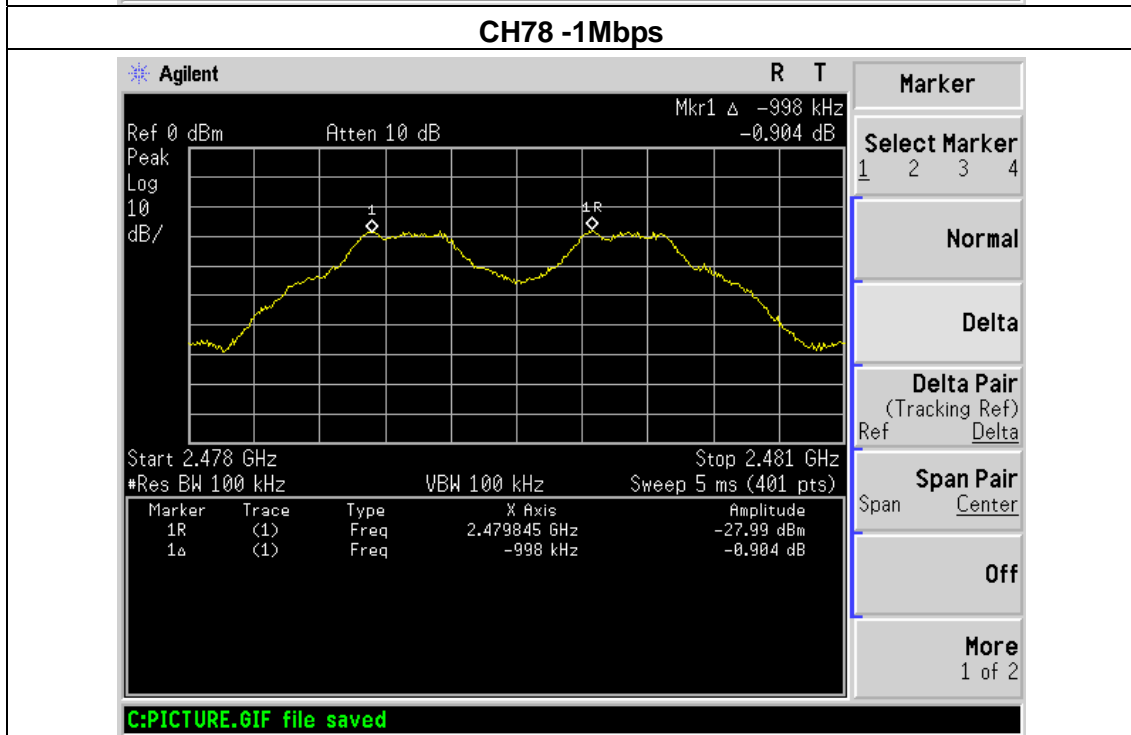 CH78 -1Mbps
Agilent R T
Mkr1 Δ -998 kHz
Ref 0 dBm Atten 10 dB -0.904 dB
Peak
Log
10
dB/
1
1R
Start 2.478 GHz Stop 2.481 GHz
#Res BW 100 kHz VBW 100 kHz Sweep 5 ms (401 pts)
Marker Trace Type X Axis Amplitude
1R (1) Freq 2.479845 GHz -27.99 dBm
1Δ (1) Freq -998 kHz -0.904 dB
C:PICTURE.GIF file saved
Marker
Select Marker
1 2 3 4
Normal
Delta
Delta Pair
(Tracking Ref)
Ref Delta
Span Pair
Span Center
Off
More
1 of 2